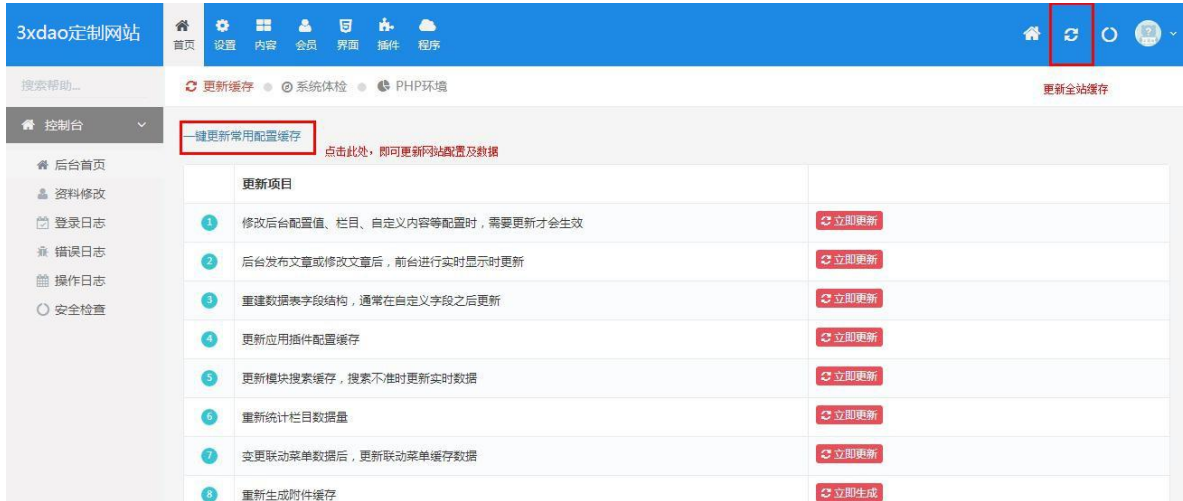 3xdao定制网站
首页 设置 内容 会员 界面 插件 程序
搜索帮助...
更新缓存 系统体检 PHP环境
更新全站缓存
控制台
一键更新常用配置缓存
点击此处，即可更新网站配置及数据
后台首页
资料修改
登录日志
错误日志
操作日志
安全检查
更新项目
1 修改后台配置值、栏目、自定义内容等配置时，需要更新才会生效 立即更新
2 后台发布文章或修改文章后，前台进行实时显示时更新 立即更新
3 重建数据表字段结构，通常在自定义字段之后更新 立即更新
4 更新应用插件配置缓存 立即更新
5 更新模块搜索缓存，搜索不准时更新实时数据 立即更新
6 重新统计栏目数据量 立即更新
7 变更联动菜单数据后，更新联动菜单缓存数据 立即更新
8 重新生成附件缓存 立即生成